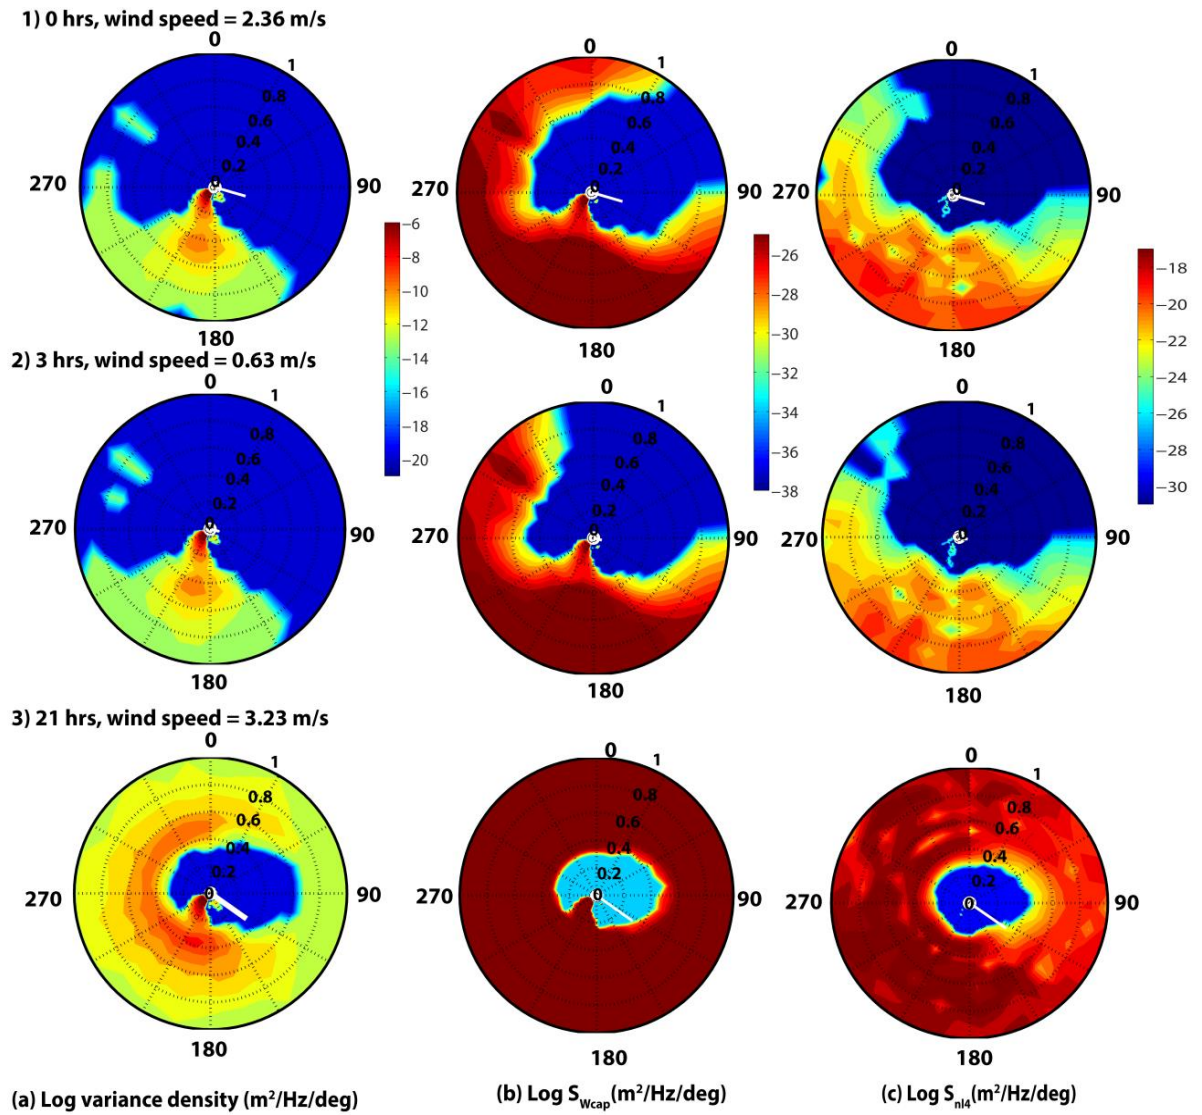 1) 0 hrs, wind speed = 2.36 m/s
0 1 0.8 0.6 0.4 0.2 0 270 90 180
0 1 0.8 0.6 0.4 0.2 0 270 90 180
0 1 0.8 0.6 0.4 0.2 0 270 90 180
−6
−8
−10
−12
−14
−16
−18
−20
−26
−28
−30
−32
−34
−36
−38
−18
−20
−22
−24
−26
−28
−30
2) 3 hrs, wind speed = 0.63 m/s
0 1 0.8 0.6 0.4 0.2 0 270 90 180
0 1 0.8 0.6 0.4 0.2 0 270 90 180
0 1 0.8 0.6 0.4 0.2 0 270 90 180
3) 21 hrs, wind speed = 3.23 m/s
0 1 0.8 0.6 0.4 0.2 0 270 90 180
0 1 0.8 0.6 0.4 0.2 0 270 90 180
0 1 0.8 0.6 0.4 0.2 0 270 90 180
(a) Log variance density (m²/Hz/deg)
(b) Log S_Wcap(m²/Hz/deg)
(c) Log S_nl4(m²/Hz/deg)